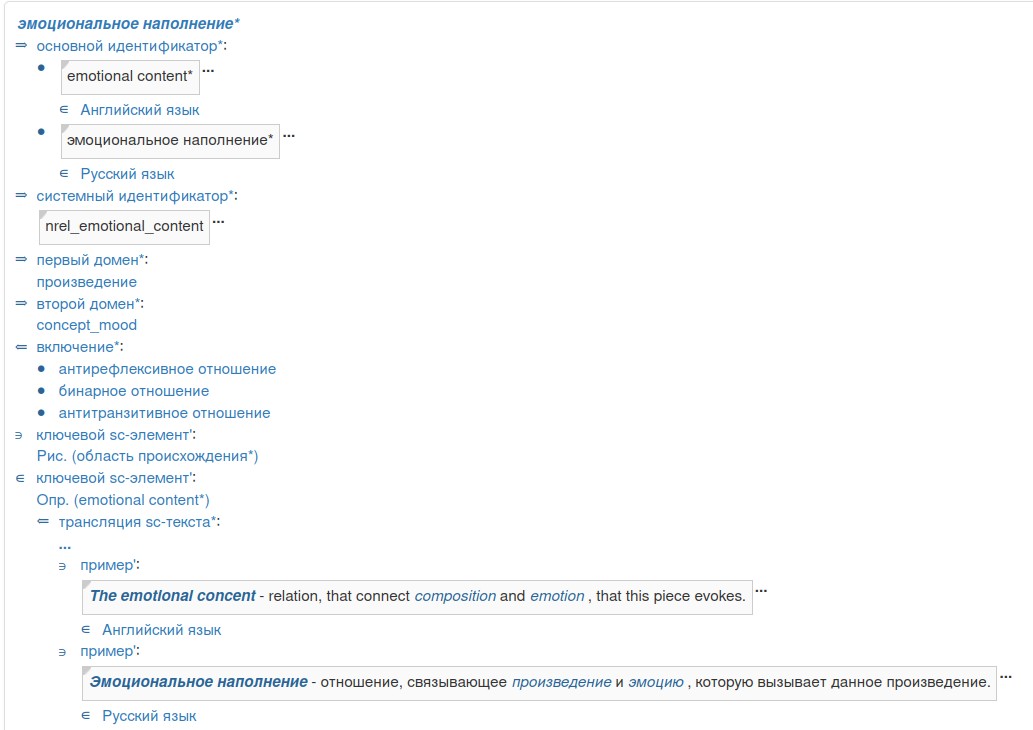 эмоциональное наполнение*
⇒ основной идентификатор*:
• emotional content* ...
∈ Английский язык
• эмоциональное наполнение* ...
∈ Русский язык
⇒ системный идентификатор*:
nrel_emotional_content ...
⇒ первый домен*:
произведение
⇒ второй домен*:
concept_mood
⇐ включение*:
• антирефлексивное отношение
• бинарное отношение
• антитранзитивное отношение
∋ ключевой sc-элемент':
Рис. (область происхождения*)
∈ ключевой sc-элемент':
Опр. (emotional content*)
⇐ трансляция sc-текста*:
...
∋ пример':
The emotional concent - relation, that connect composition and emotion , that this piece evokes. ...
∈ Английский язык
∋ пример':
Эмоциональное наполнение - отношение, связывающее произведение и эмоцию , которую вызывает данное произведение. ...
∈ Русский язык